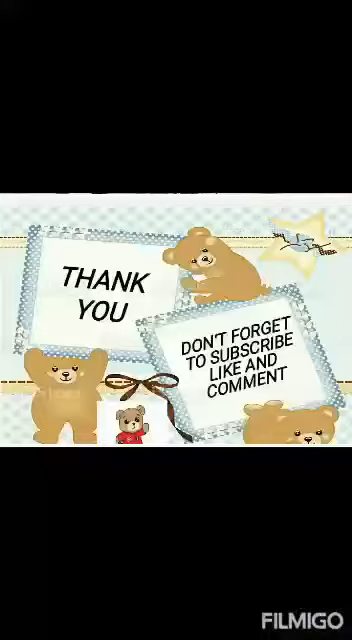 THANK
YOU
DON'T FORGET
TO SUBSCRIBE
LIKE AND
COMMENT
FILMIGO